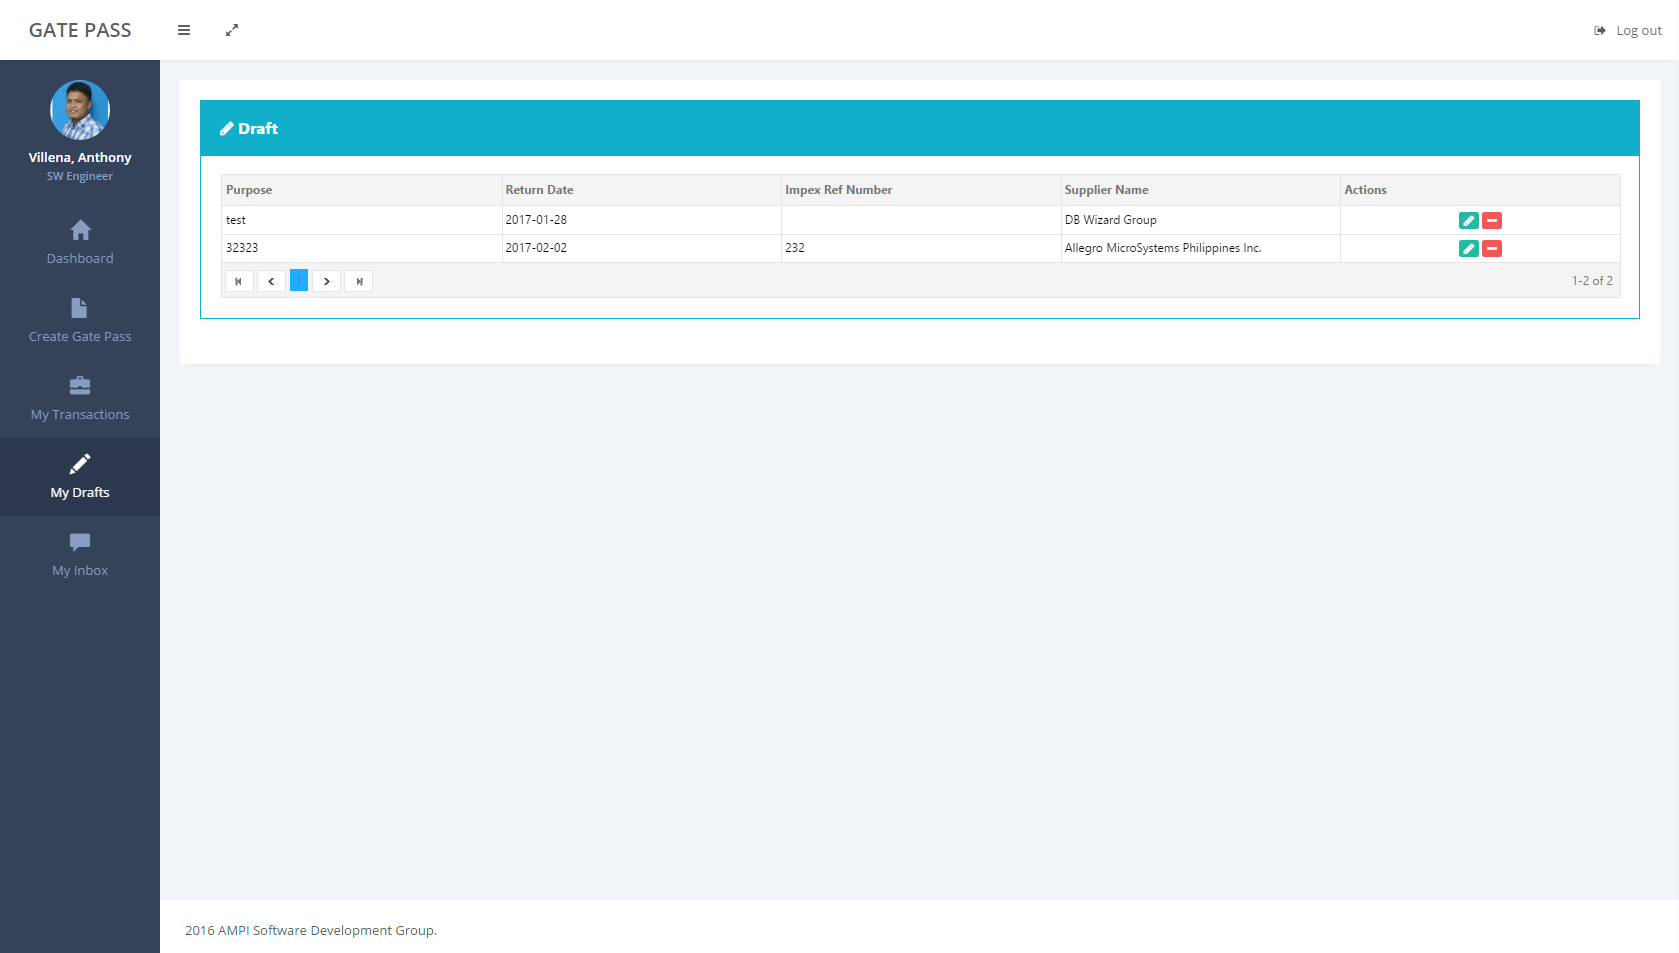 GATE PASS
Log out
Villena, Anthony
SW Engineer
Dashboard
Create Gate Pass
My Transactions
My Drafts
My Inbox
Draft
Purpose Return Date Impex Ref Number Supplier Name Actions
test 2017-01-28 DB Wizard Group
32323 2017-02-02 232 Allegro MicroSystems Philippines Inc.
1 1-2 of 2
2016 AMPI Software Development Group.